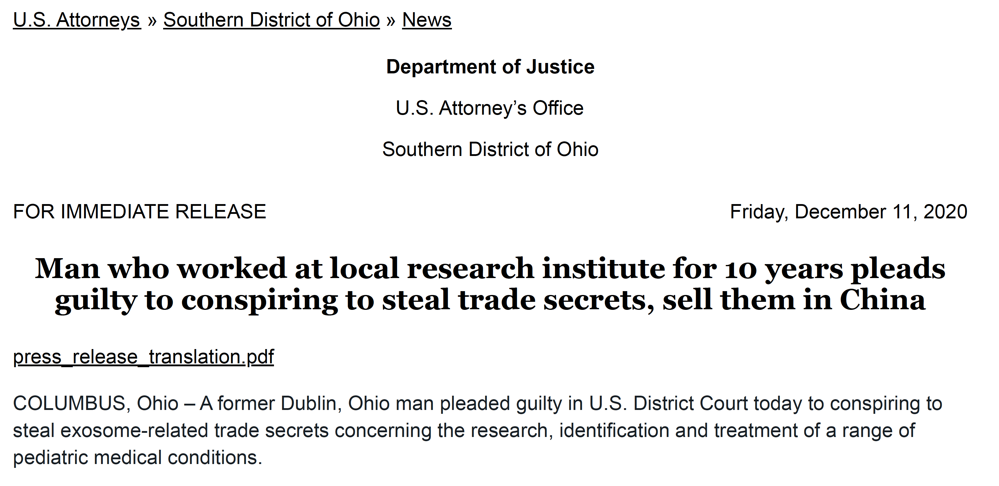 U.S. Attorneys » Southern District of Ohio » News
Department of Justice
U.S. Attorney’s Office
Southern District of Ohio
FOR IMMEDIATE RELEASE Friday, December 11, 2020
Man who worked at local research institute for 10 years pleads
guilty to conspiring to steal trade secrets, sell them in China
press_release_translation.pdf
COLUMBUS, Ohio – A former Dublin, Ohio man pleaded guilty in U.S. District Court today to conspiring to
steal exosome-related trade secrets concerning the research, identification and treatment of a range of
pediatric medical conditions.